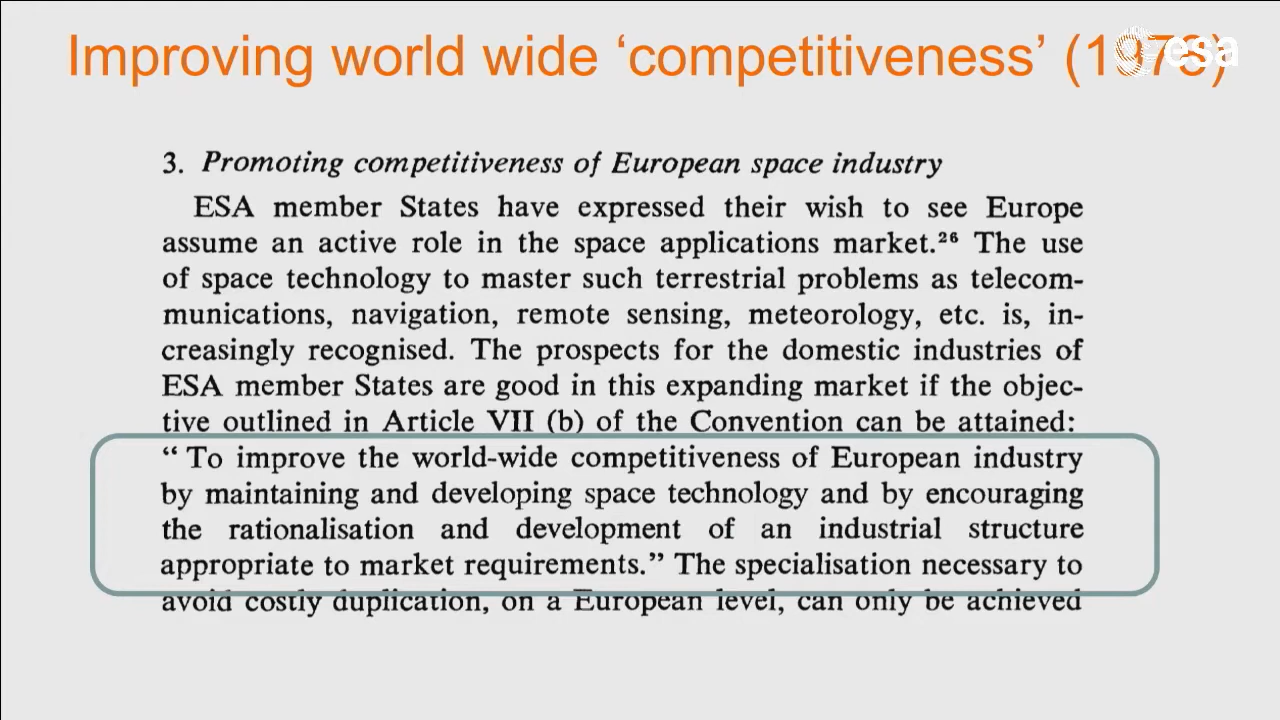 Improving world wide ‘competitiveness’ (1975)
esa
3. Promoting competitiveness of European space industry
ESA member States have expressed their wish to see Europe
assume an active role in the space applications market.²⁶ The use
of space technology to master such terrestrial problems as telecom-
munications, navigation, remote sensing, meteorology, etc. is, in-
creasingly recognised. The prospects for the domestic industries of
ESA member States are good in this expanding market if the objec-
tive outlined in Article VII (b) of the Convention can be attained:
“ To improve the world-wide competitiveness of European industry
by maintaining and developing space technology and by encouraging
the rationalisation and development of an industrial structure
appropriate to market requirements.” The specialisation necessary to
avoid costly duplication, on a European level, can only be achieved